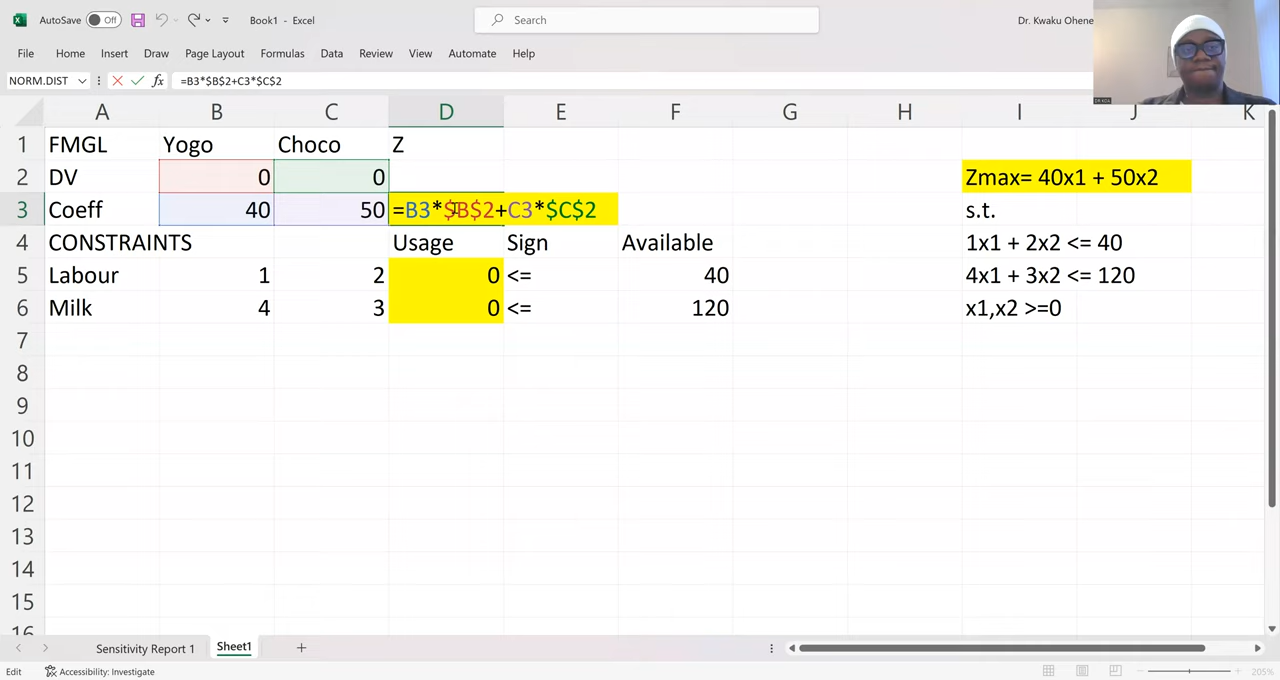 AutoSave Off Book1 - Excel Search Dr. Kwaku Ohene
File Home Insert Draw Page Layout Formulas Data Review View Automate Help
NORM.DIST fx =B3*$B$2+C3*$C$2
A B C D E F G H I J K
1 FMGL Yogo Choco Z
2 DV 0 0 Zmax= 40x1 + 50x2
3 Coeff 40 50 =B3*$B$2+C3*$C$2 s.t.
4 CONSTRAINTS Usage Sign Available 1x1 + 2x2 <= 40
5 Labour 1 2 0 <= 40 4x1 + 3x2 <= 120
6 Milk 4 3 0 <= 120 x1,x2 >=0
7
8
9
10
11
12
13
14
15
16
Sensitivity Report 1 Sheet1
Edit Accessibility: Investigate 205%